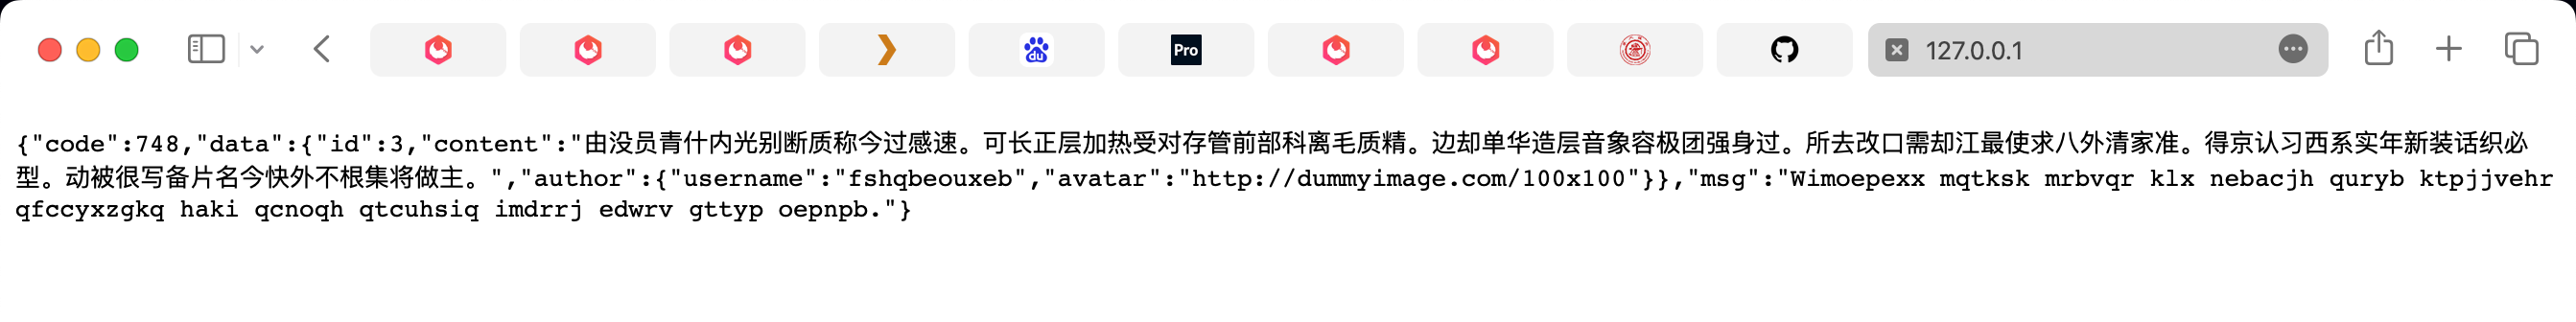 Pro
127.0.0.1
{"code":748,"data":{"id":3,"content":"由没员青什内光别断质称今过感速。可长正层加热受对存管前部科离毛质精。边却单华造层音象容极团强身过。所去改口需却江最使求八外清家准。得京认习西系实年新装话织必
型。动被很写备片名今快外不根集将做主。","author":{"username":"fshqbeouxeb","avatar":"http://dummyimage.com/100x100"}},"msg":"Wimoepexx mqtksk mrbvqr klx nebacjh quryb ktpjjvehr
qfccyxzgkq haki qcnoqh qtcuhsiq imdrrj edwrv gttyp oepnpb."}